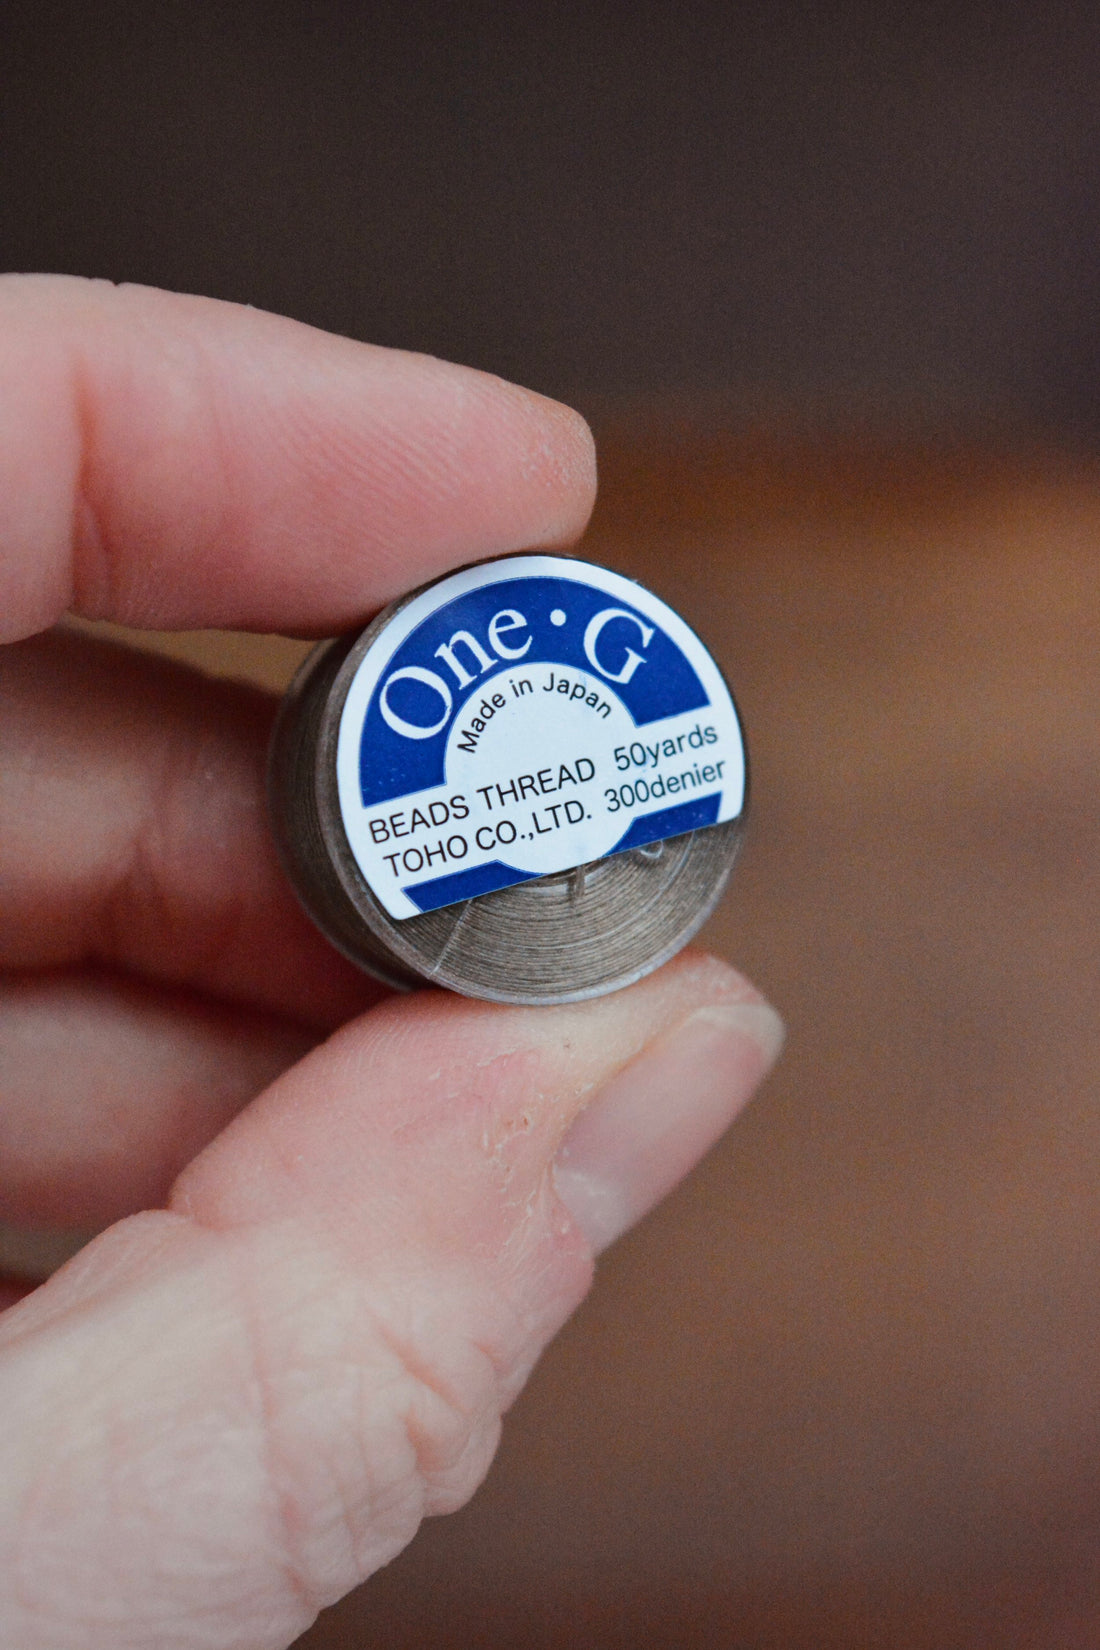 One·G
Made in Japan
BEADS THREAD 50yards
TOHO CO.,LTD. 300denier